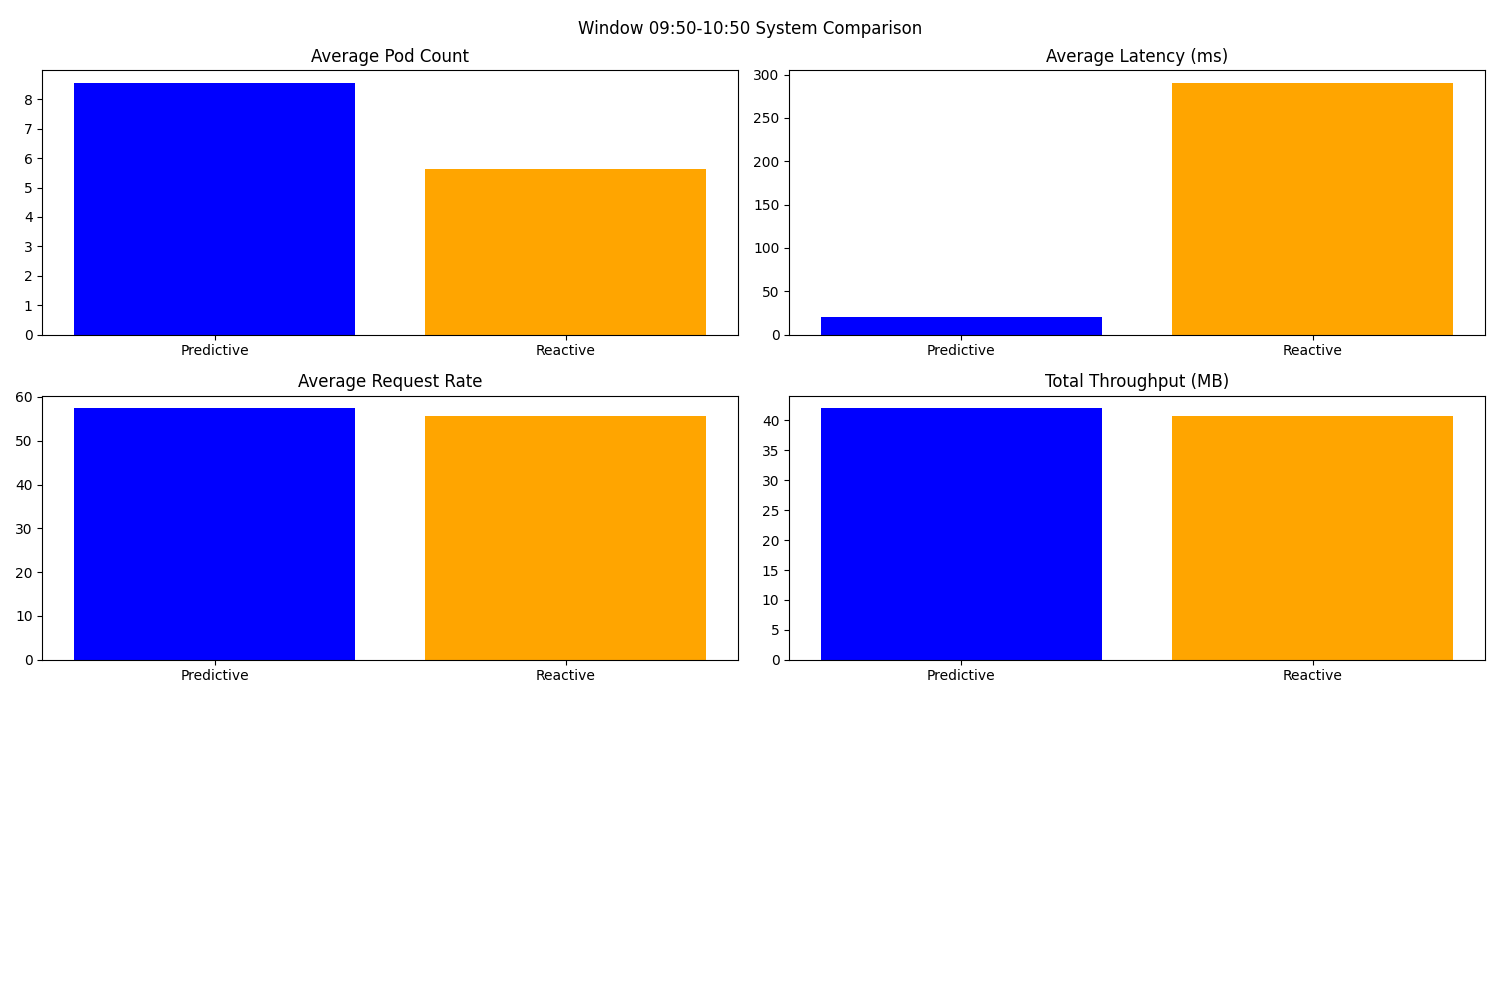 Window 09:50-10:50 System Comparison
Average Pod Count
8
7
6
5
4
3
2
1
0
Predictive
Reactive
Average Latency (ms)
300
250
200
150
100
50
0
Predictive
Reactive
Average Request Rate
60
50
40
30
20
10
0
Predictive
Reactive
Total Throughput (MB)
40
35
30
25
20
15
10
5
0
Predictive
Reactive